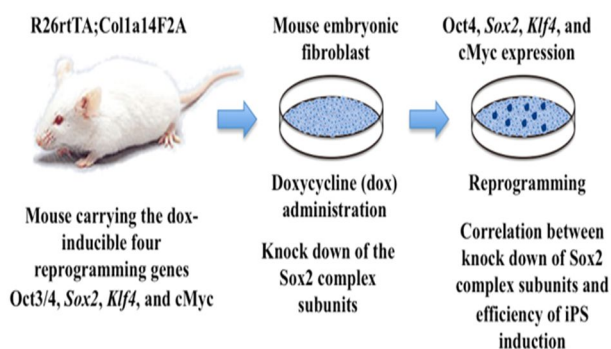 R26rtTA;Col1a14F2A
Mouse carrying the dox-
inducible four
reprogramming genes
Oct3/4, Sox2, Klf4, and cMyc
Mouse embryonic
fibroblast
Doxycycline (dox)
administration
Knock down of the
Sox2 complex
subunits
Oct4, Sox2, Klf4, and
cMyc expression
Reprogramming
Correlation between
knock down of Sox2
complex subunits and
efficiency of iPS
induction